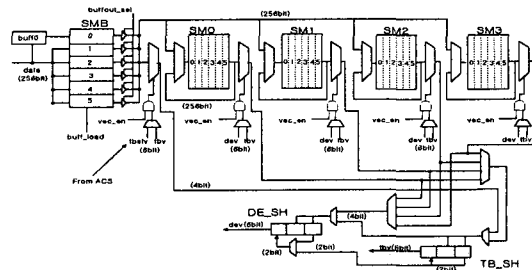 buffout_sel
SMB
buff0
0
1
2
3
4
5
data
(256bit)
buff_load
(256bit)
SM0
SM1
SM2
SM3
0 1 2 3 4 5
0 1 2 3 4 5
0 1 2 3 4 5
0 1 2 3 4 5
(256bit)
vec_en
vec_en
vec_en
vec_en
tbelv tbv
(6bit)
dev tbv
(6bit)
dev tbv
(6bit)
dev tbv
From ACS
(4bit)
DE_SH
(4bit)
dev(6bit)
(2bit)
(2bit)
tbv(6bit)
(2bit)
TB_SH